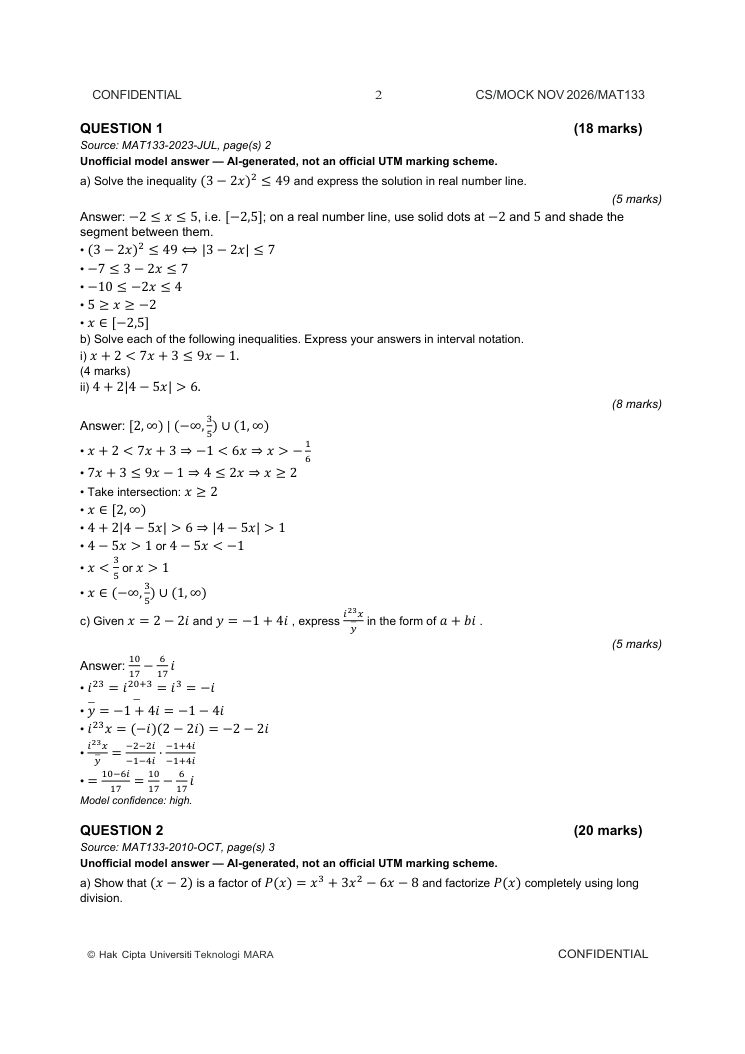 CONFIDENTIAL 2 CS/MOCK NOV 2026/MAT133
QUESTION 1 (18 marks)
Source: MAT133-2023-JUL, page(s) 2
Unofficial model answer — AI-generated, not an official UTM marking scheme.
a) Solve the inequality (3 − 2x)² ≤ 49 and express the solution in real number line.
(5 marks)
Answer: −2 ≤ x ≤ 5, i.e. [−2,5]; on a real number line, use solid dots at −2 and 5 and shade the
segment between them.
• (3 − 2x)² ≤ 49 ⟺ |3 − 2x| ≤ 7
• −7 ≤ 3 − 2x ≤ 7
• −10 ≤ −2x ≤ 4
• 5 ≥ x ≥ −2
• x ∈ [−2,5]
b) Solve each of the following inequalities. Express your answers in interval notation.
i) x + 2 < 7x + 3 ≤ 9x − 1.
(4 marks)
ii) 4 + 2|4 − 5x| > 6.
(8 marks)
Answer: [2, ∞) | (−∞, 3/5) ∪ (1, ∞)
• x + 2 < 7x + 3 ⇒ −1 < 6x ⇒ x > −1/6
• 7x + 3 ≤ 9x − 1 ⇒ 4 ≤ 2x ⇒ x ≥ 2
• Take intersection: x ≥ 2
• x ∈ [2, ∞)
• 4 + 2|4 − 5x| > 6 ⇒ |4 − 5x| > 1
• 4 − 5x > 1 or 4 − 5x < −1
• x < 3/5 or x > 1
• x ∈ (−∞, 3/5) ∪ (1, ∞)
c) Given x = 2 − 2i and y = −1 + 4i , express i²³x/ȳ in the form of a + bi .
(5 marks)
Answer: 10/17 − 6/17 i
• i²³ = i²⁰⁺³ = i³ = −i
• ȳ = −1 +̅ 4i = −1 − 4i
• i²³x = (−i)(2 − 2i) = −2 − 2i
• i²³x/ȳ = (−2−2i)/(−1−4i) · (−1+4i)/(−1+4i)
• = (10−6i)/17 = 10/17 − 6/17 i
Model confidence: high.
QUESTION 2 (20 marks)
Source: MAT133-2010-OCT, page(s) 3
Unofficial model answer — AI-generated, not an official UTM marking scheme.
a) Show that (x − 2) is a factor of P(x) = x³ + 3x² − 6x − 8 and factorize P(x) completely using long
division.
© Hak Cipta Universiti Teknologi MARA CONFIDENTIAL